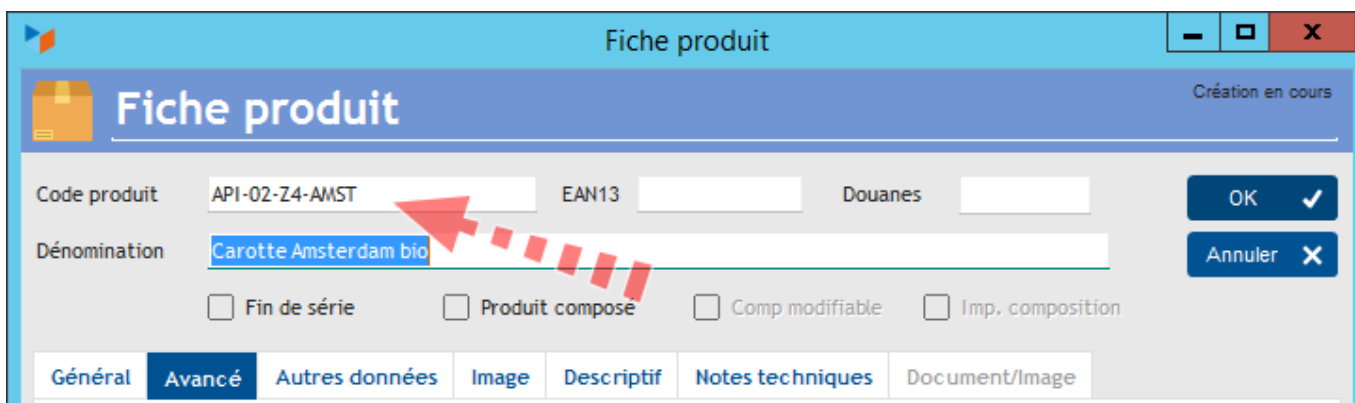 Fiche produit
Fiche produit
Création en cours
Code produit API-02-Z4-AMST EAN13 Douanes OK
Dénomination Carotte Amsterdam bio Annuler
Fin de série Produit composé Comp modifiable Imp. composition
Général Avancé Autres données Image Descriptif Notes techniques Document/Image